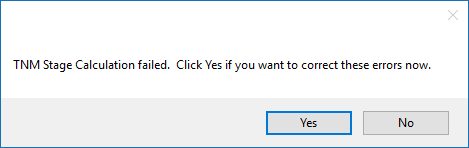 TNM Stage Calculation failed.  Click Yes if you want to correct these errors now.
Yes
No